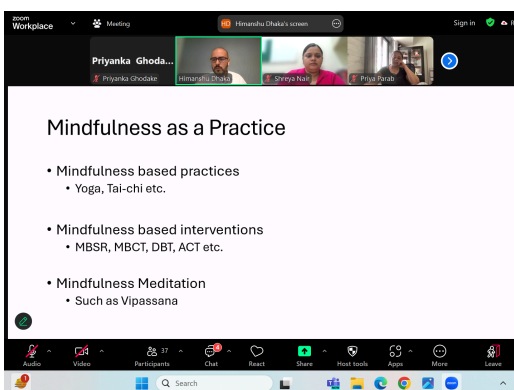 zoom
Workplace
Meeting
HD Himanshu Dhaka's screen
Sign in
R
Priyanka Ghoda...
Priyanka Ghodake
Himanshu Dhaka
Shreya Nair
Priya Parab
Mindfulness as a Practice
• Mindfulness based practices
• Yoga, Tai-chi etc.
• Mindfulness based interventions
• MBSR, MBCT, DBT, ACT etc.
• Mindfulness Meditation
• Such as Vipassana
37
4
Audio
Video
Participants
Chat
React
Share
Host tools
Apps
More
Leave
Search